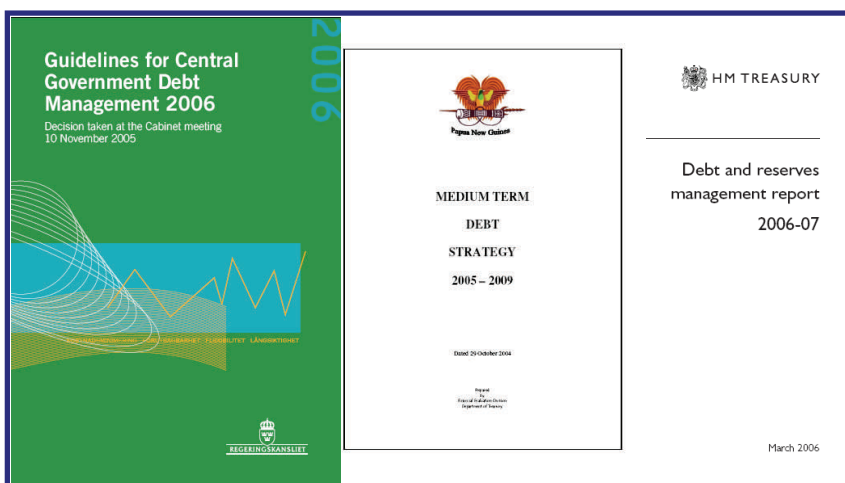 2006
Guidelines for Central
Government Debt
Management 2006
Decision taken at the Cabinet meeting
10 November 2005
FLEXIBILITET LÅNGSIKTIGHET
REGERINGSKANSLIET
Papua New Guinea
MEDIUM TERM
DEBT
STRATEGY
2005 – 2009
Dated 29 October 2004
Prepared
By
Department of Treasury
HM TREASURY
Debt and reserves
management report
2006-07
March 2006